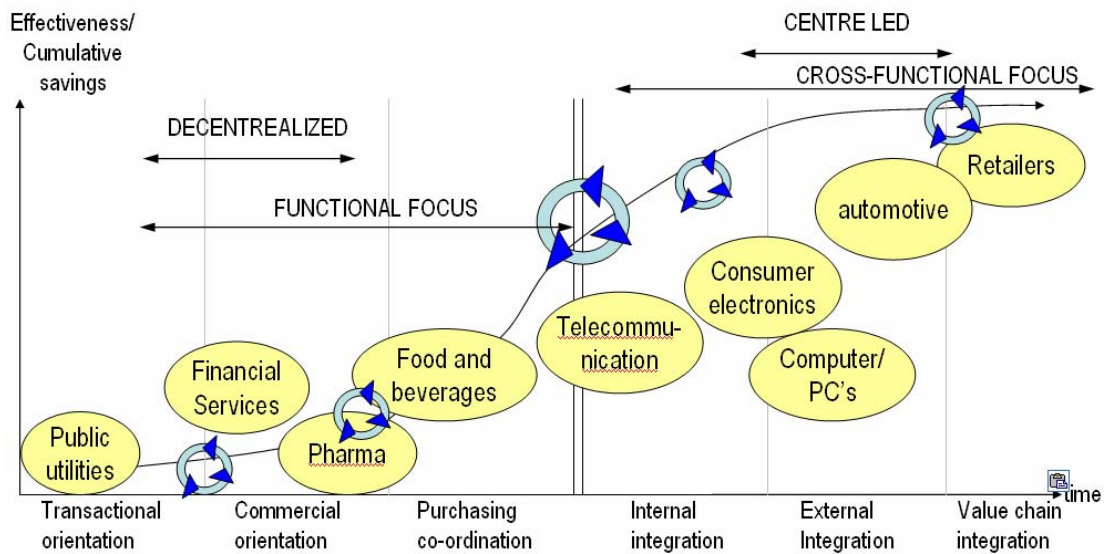 Effectiveness/
Cumulative
savings
CENTRE LED
CROSS-FUNCTIONAL FOCUS
DECENTREALIZED
FUNCTIONAL FOCUS
Retailers
automotive
Consumer
electronics
Telecommu-
nication
Computer/
PC's
Food and
beverages
Financial
Services
Public
utilities
Pharma
time
Transactional
orientation
Commercial
orientation
Purchasing
co-ordination
Internal
integration
External
Integration
Value chain
integration